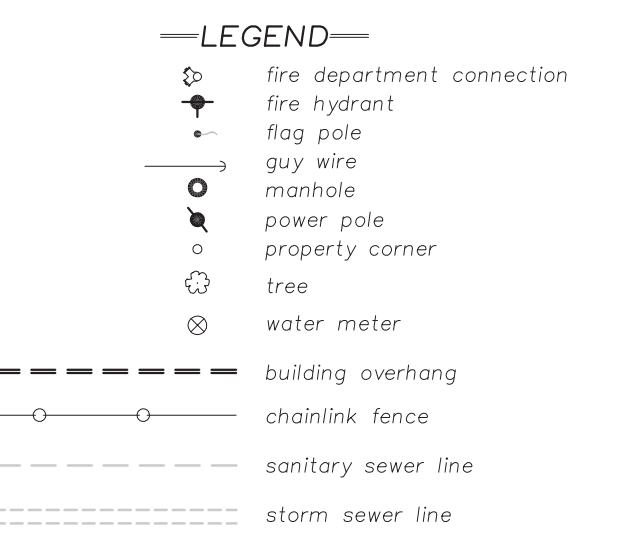 LEGEND
fire department connection
fire hydrant
flag pole
guy wire
manhole
power pole
property corner
tree
water meter
building overhang
chainlink fence
sanitary sewer line
storm sewer line